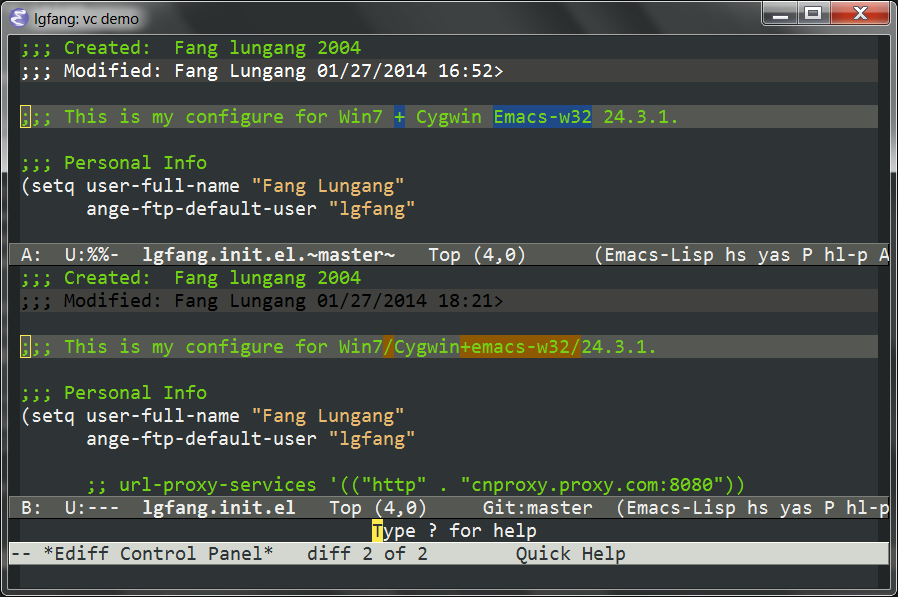 lgfang: vc demo
;;; Created:  Fang lungang 2004
;;; Modified: Fang Lungang 01/27/2014 16:52>
;;; This is my configure for Win7 + Cygwin Emacs-w32 24.3.1.
;;; Personal Info
(setq user-full-name "Fang Lungang"
      ange-ftp-default-user "lgfang"
A:  U:%%-  lgfang.init.el.~master~   Top (4,0)      (Emacs-Lisp hs yas P hl-p A
;;; Created:  Fang lungang 2004
;;; Modified: Fang Lungang 01/27/2014 18:21>
;;; This is my configure for Win7/Cygwin+emacs-w32/24.3.1.
;;; Personal Info
(setq user-full-name "Fang Lungang"
      ange-ftp-default-user "lgfang"
      ;; url-proxy-services '(("http" . "cnproxy.proxy.com:8080"))
B:  U:---  lgfang.init.el   Top (4,0)     Git:master  (Emacs-Lisp hs yas P hl-p
Type ? for help
-- *Ediff Control Panel*   diff 2 of 2        Quick Help